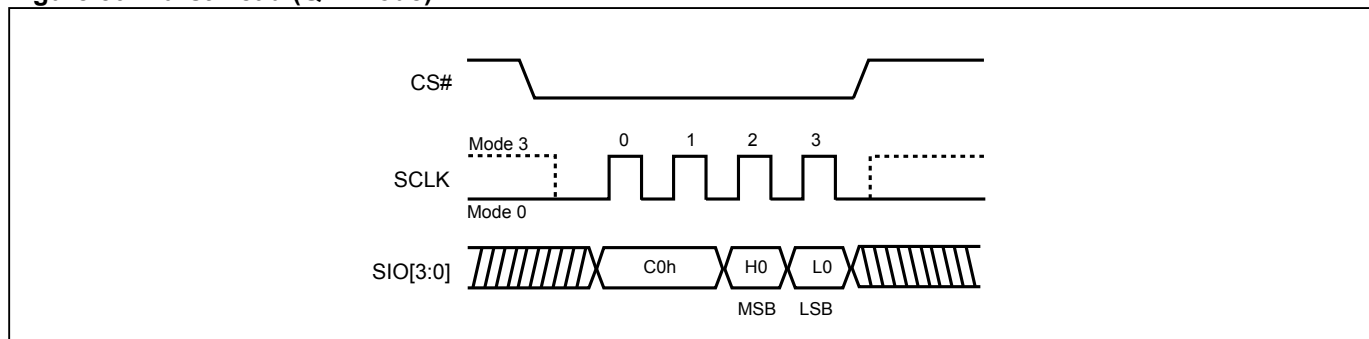 CS#
Mode 3
0 1 2 3
SCLK
Mode 0
SIO[3:0]
C0h H0 L0
MSB LSB